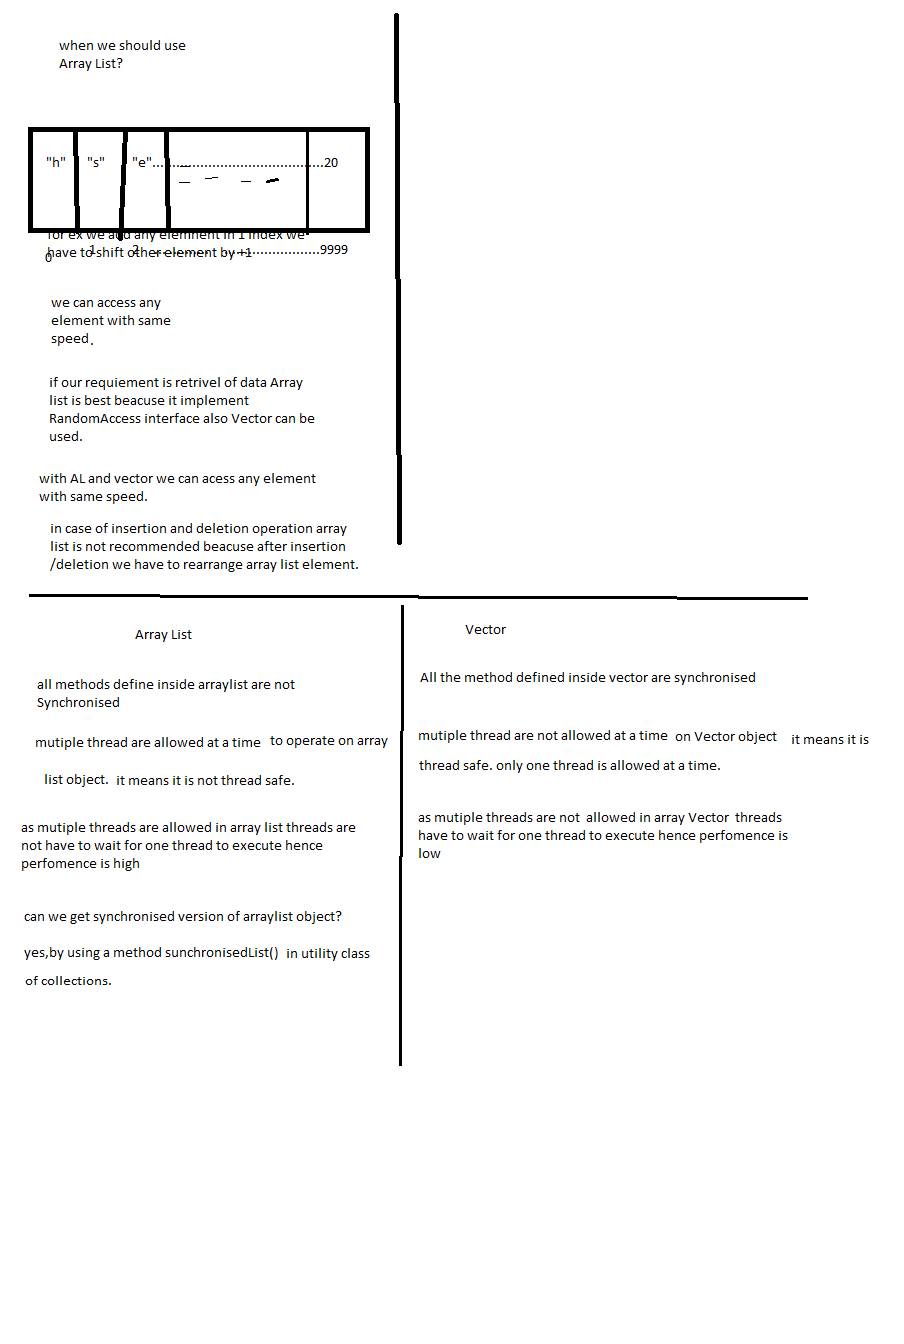 when we should use
Array List?
"h" "s" "e"..........................................20
for ex we add any elemnent in 1 index we
have to shift other element by +1
0 1 2 ..........................................9999
we can access any
element with same
speed.
if our requiement is retrivel of data Array
list is best beacuse it implement
RandomAccess interface also Vector can be
used.
with AL and vector we can acess any element
with same speed.
in case of insertion and deletion operation array
list is not recommended beacuse after insertion
/deletion we have to rearrange array list element.
Array List
all methods define inside arraylist are not
Synchronised
mutiple thread are allowed at a time to operate on array
list object. it means it is not thread safe.
as mutiple threads are allowed in array list threads are
not have to wait for one thread to execute hence
perfomence is high
can we get synchronised version of arraylist object?
yes,by using a method sunchronisedList() in utility class
of collections.
Vector
All the method defined inside vector are synchronised
mutiple thread are not allowed at a time on Vector object it means it is
thread safe. only one thread is allowed at a time.
as mutiple threads are not allowed in array Vector threads
have to wait for one thread to execute hence perfomence is
low